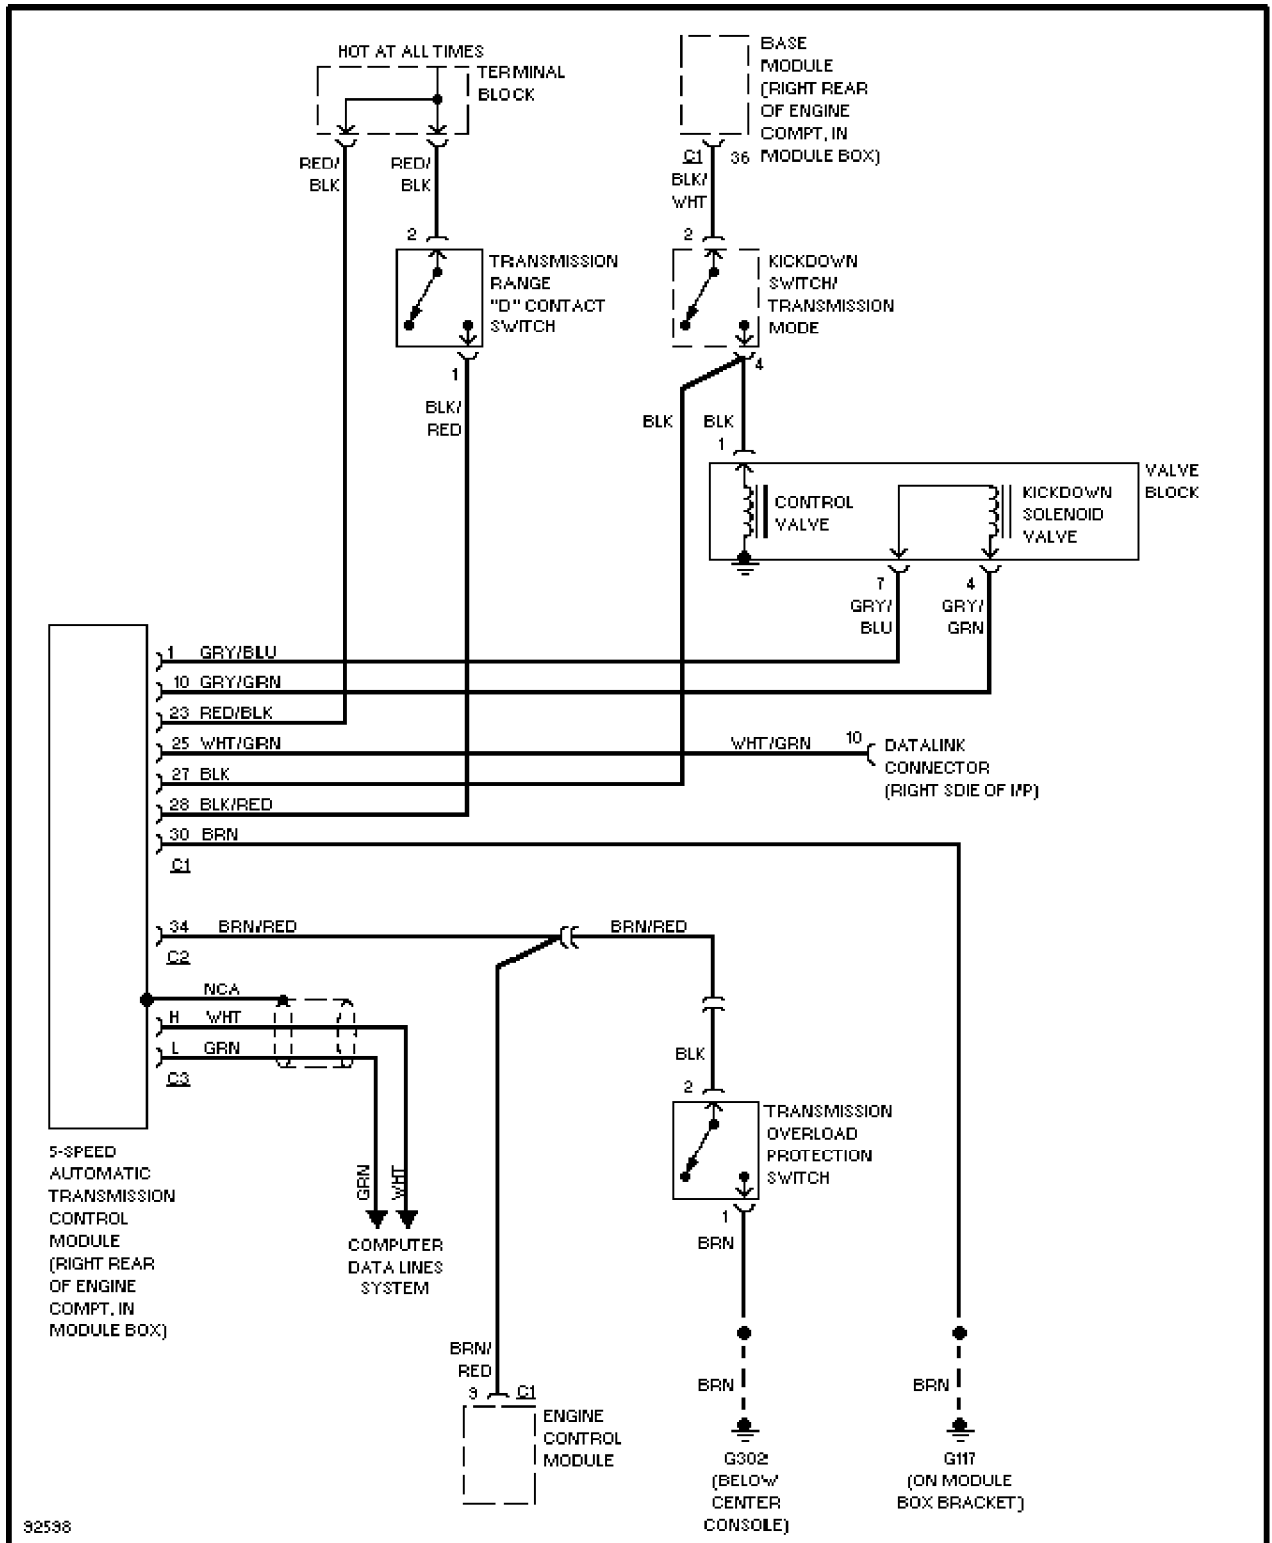 HOT AT ALL TIMES
TERMINAL
BLOCK
BASE
MODULE
(RIGHT REAR
OF ENGINE
COMPT, IN
MODULE BOX)
C1 36
RED/
BLK
RED/
BLK
BLK/
WHT
2
TRANSMISSION
RANGE
"D" CONTACT
SWITCH
2
KICKDOWN
SWITCH/
TRANSMISSION
MODE
1
BLK/
RED
4
BLK
BLK
1
VALVE
BLOCK
CONTROL
VALVE
KICKDOWN
SOLENOID
VALVE
7
GRY/
BLU
4
GRY/
GRN
1 GRY/BLU
10 GRY/GRN
23 RED/BLK
25 WHT/GRN
WHT/GRN
10
DATALINK
CONNECTOR
(RIGHT SDIE OF I/P)
27 BLK
28 BLK/RED
30 BRN
C1
34 BRN/RED
BRN/RED
C2
NCA
H WHT
L GRN
C3
BLK
2
TRANSMISSION
OVERLOAD
PROTECTION
SWITCH
5-SPEED
AUTOMATIC
TRANSMISSION
CONTROL
MODULE
(RIGHT REAR
OF ENGINE
COMPT, IN
MODULE BOX)
GRN
WHT
COMPUTER
DATA LINES
SYSTEM
1
BRN
BRN/
RED
9 C1
ENGINE
CONTROL
MODULE
BRN
BRN
G302
(BELOW
CENTER
CONSOLE)
G117
(ON MODULE
BOX BRACKET)
92598